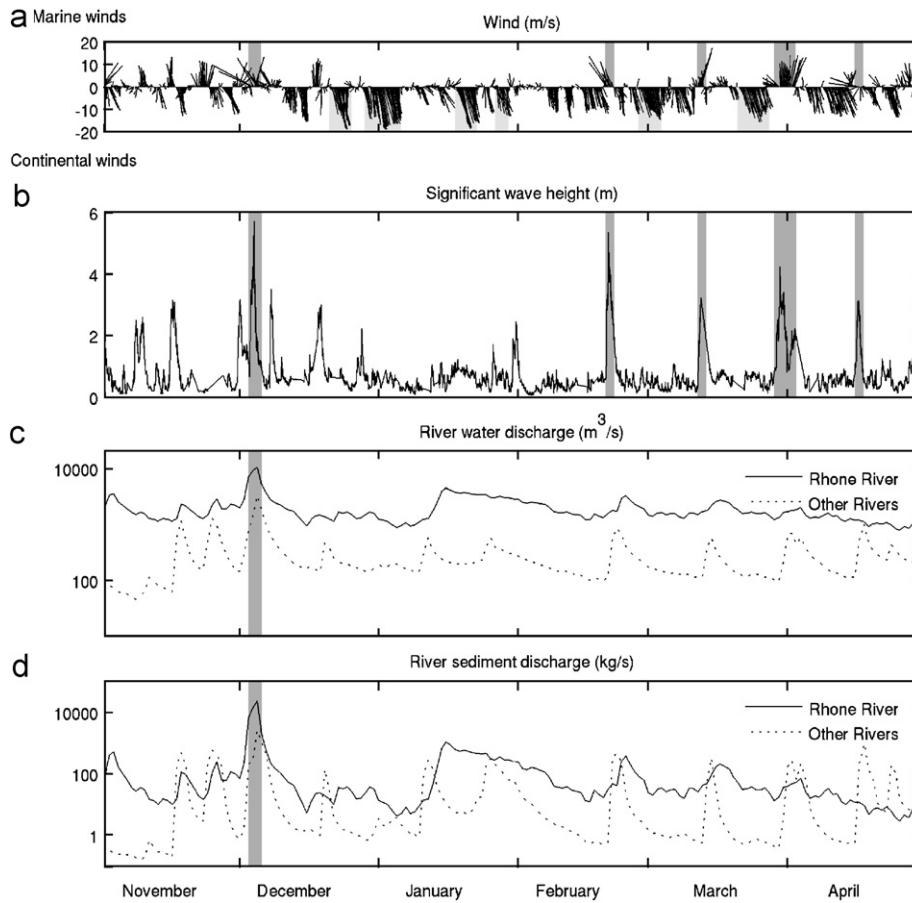 a Marine winds
Wind (m/s)
20
10
0
-10
-20
Continental winds
b
Significant wave height (m)
6
4
2
0
c
River water discharge (m3/s)
10000
100
Rhone River
Other Rivers
d
River sediment discharge (kg/s)
10000
100
1
Rhone River
Other Rivers
November December January February March April